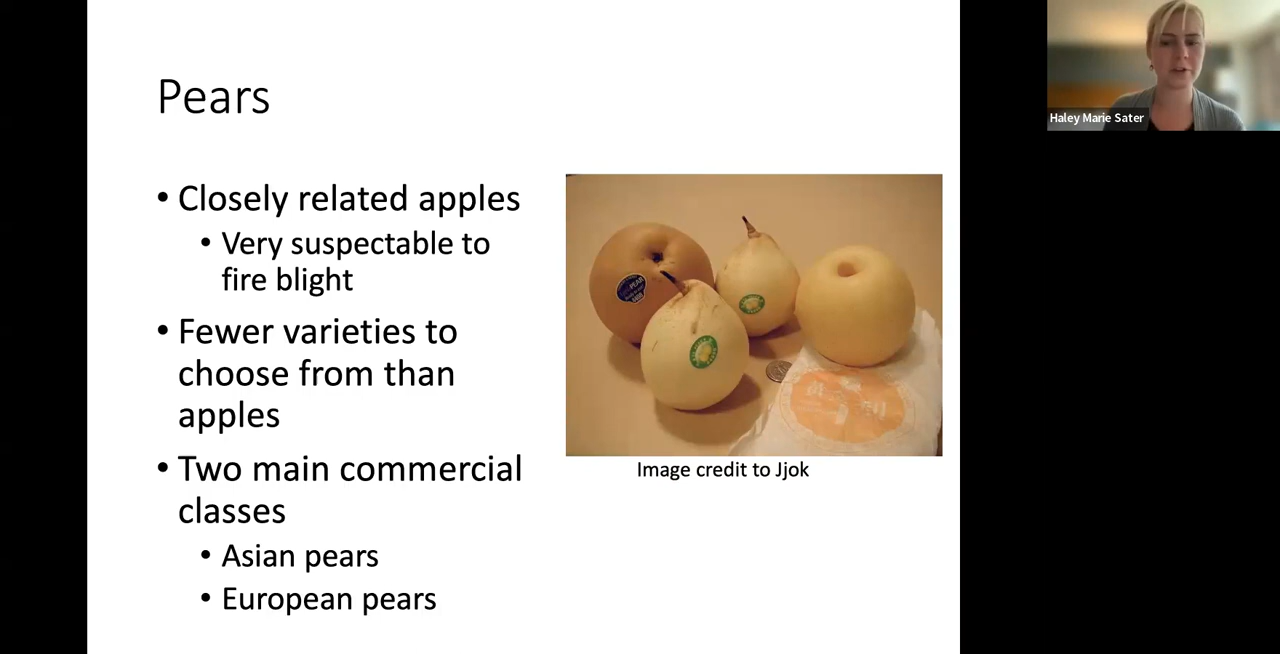 Pears
• Closely related apples
• Very suspectable to
fire blight
• Fewer varieties to
choose from than
apples
• Two main commercial
classes
• Asian pears
• European pears
Image credit to Jjok
Haley Marie Sater